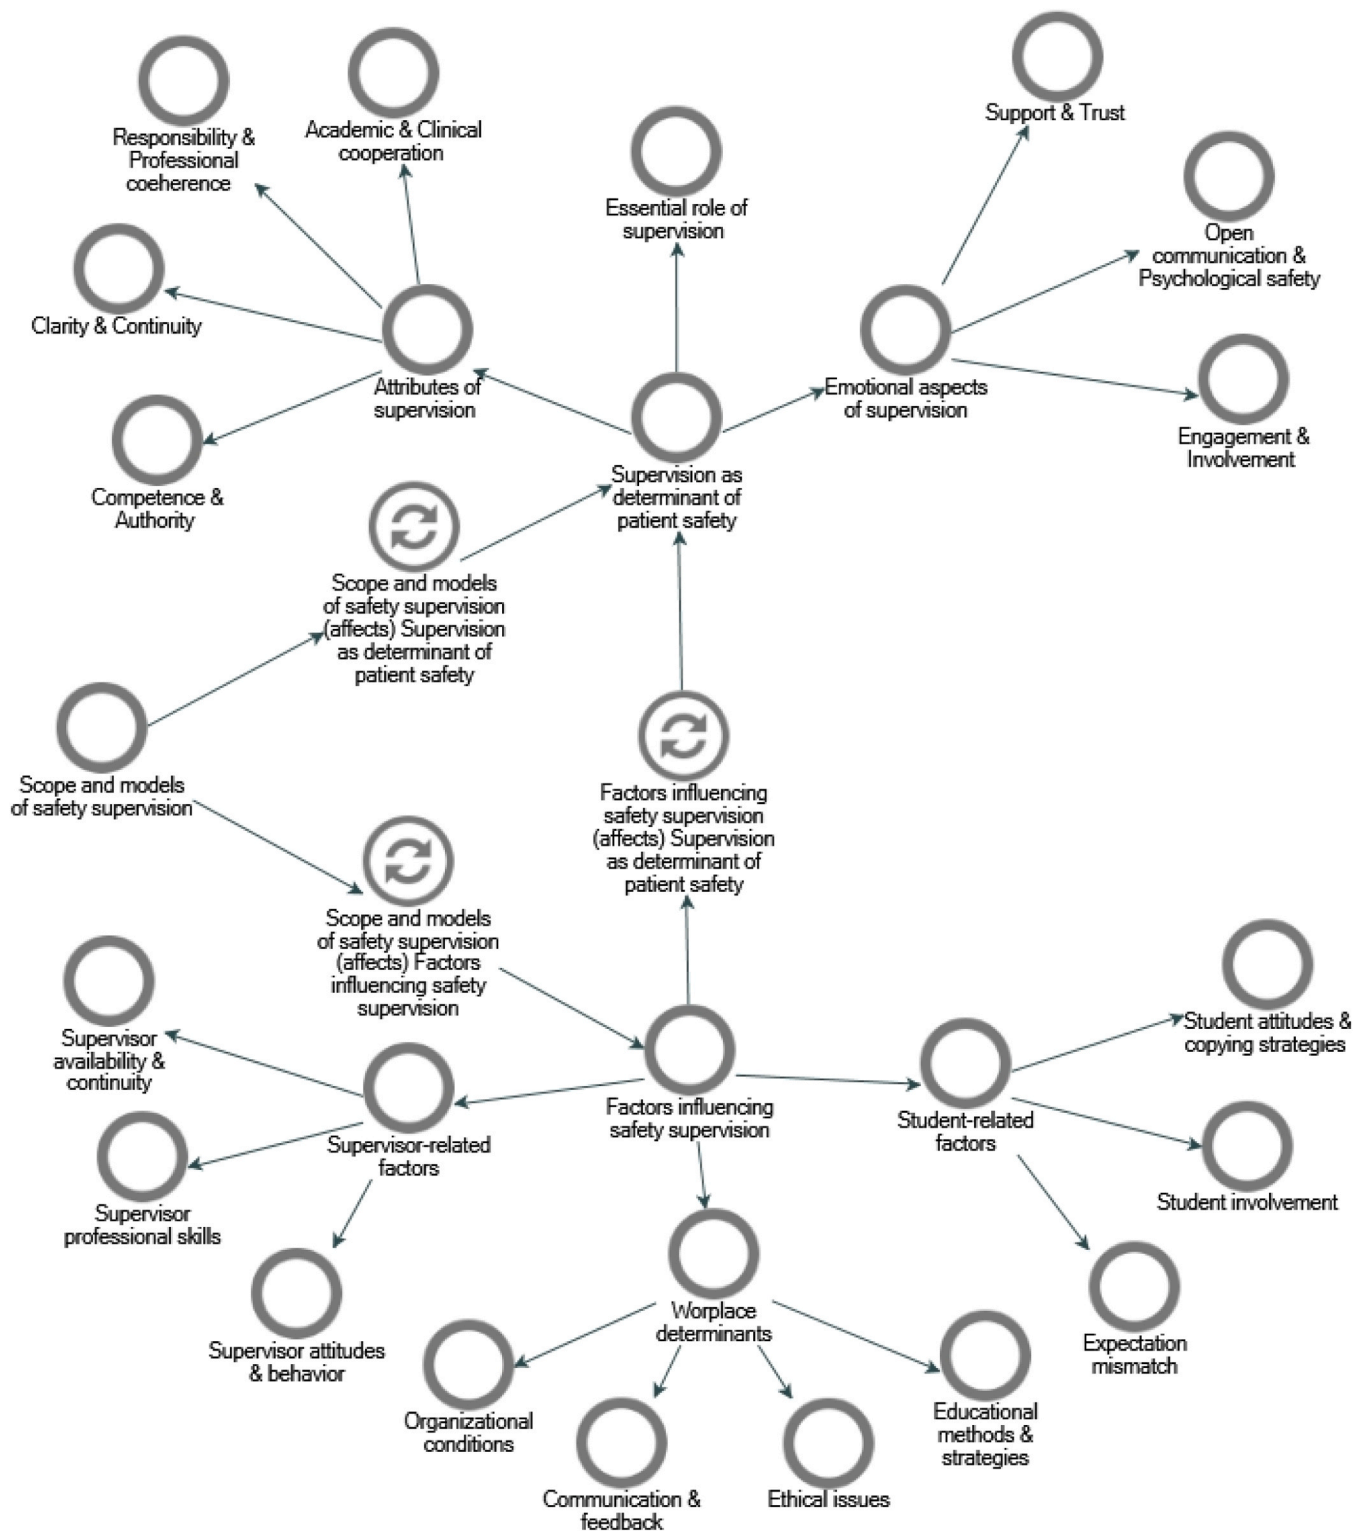 Support & Trust
Academic & Clinical
cooperation
Responsibility &
Professional
coeherence
Essential role of
supervision
Open
communication &
Psychological safety
Clarity & Continuity
Attributes of
supervision
Emotional aspects
of supervision
Engagement &
Involvement
Supervision as
determinant of
patient safety
Competence &
Authority
Scope and models
of safety supervision
(affects) Supervision
as determinant of
patient safety
Scope and models
of safety supervision
Factors influencing
safety supervision
(affects) Supervision
as determinant of
patient safety
Scope and models
of safety supervision
(affects) Factors
influencing safety
supervision
Student attitudes &
copying strategies
Supervisor
availability &
continuity
Factors influencing
safety supervision
Student-related
factors
Supervisor-related
factors
Student involvement
Supervisor
professional skills
Worplace
determinants
Expectation
mismatch
Supervisor attitudes
& behavior
Organizational
conditions
Educational
methods &
strategies
Communication &
feedback
Ethical issues